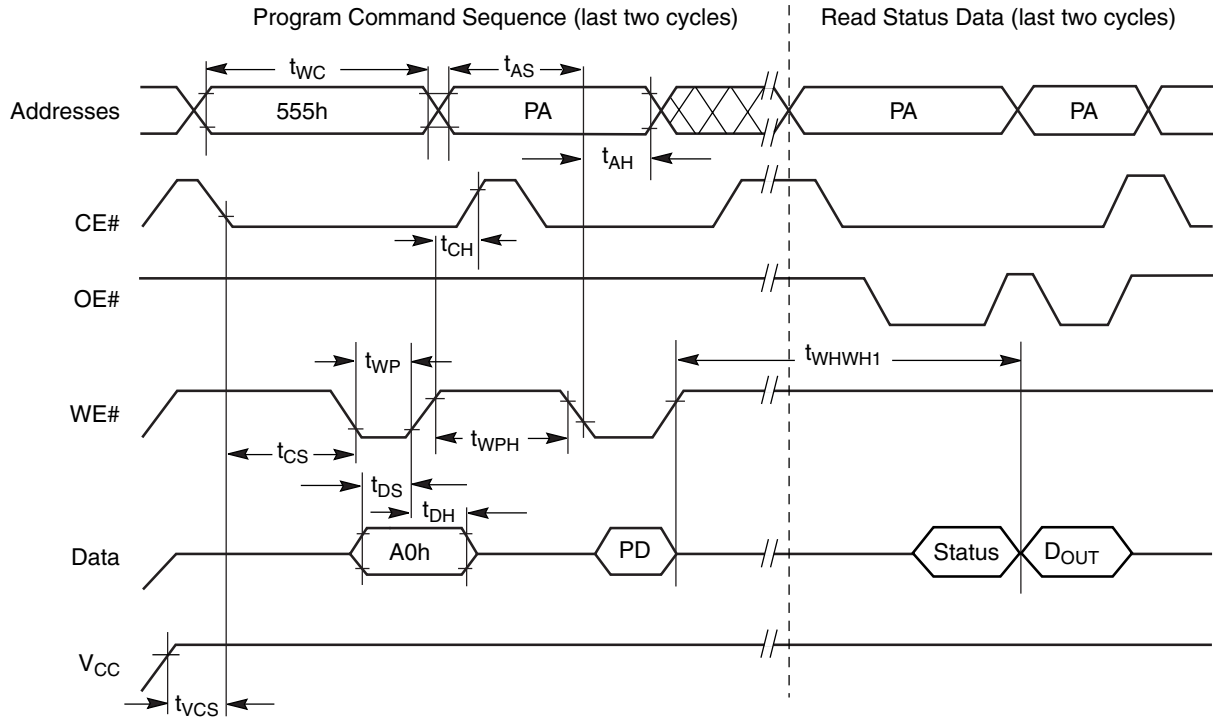 Program Command Sequence (last two cycles)
Read Status Data (last two cycles)
tWC
tAS
Addresses
555h
PA
PA
PA
tAH
CE#
tCH
OE#
tWP
tWHWH1
WE#
tCS
tWPH
tDS
tDH
Data
A0h
PD
Status
DOUT
VCC
tVCS